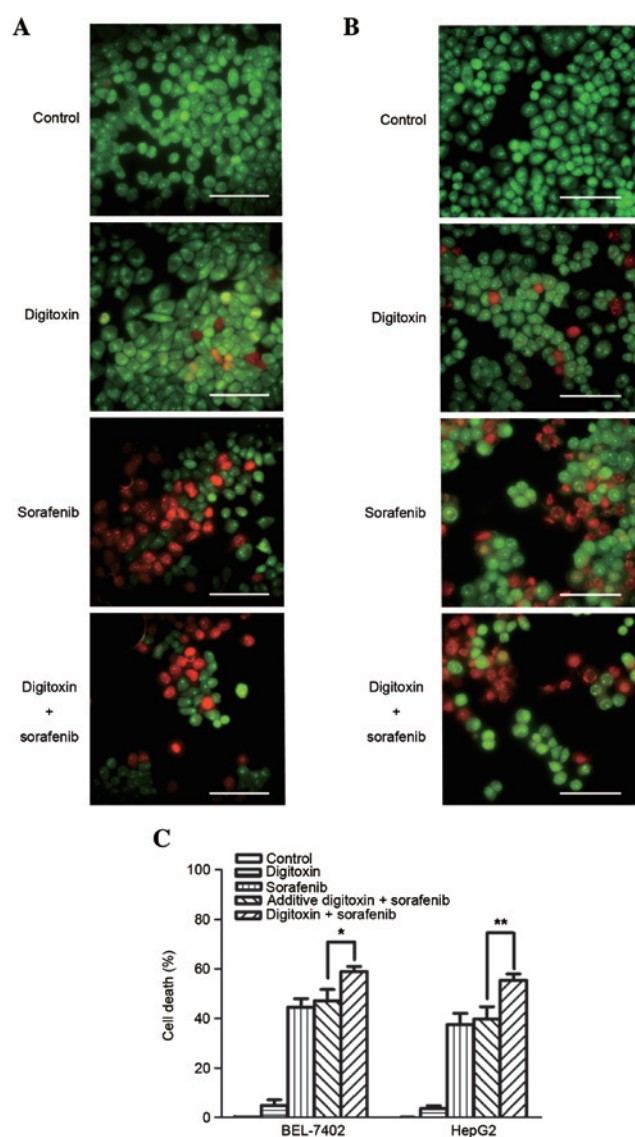 A
B
Control
Control
Digitoxin
Digitoxin
Sorafenib
Sorafenib
Digitoxin
+
sorafenib
Digitoxin
+
sorafenib
C
Control
Digitoxin
Sorafenib
Additive digitoxin + sorafenib
Digitoxin + sorafenib
100
80
60
40
20
0
Cell death (%)
*
**
BEL-7402
HepG2